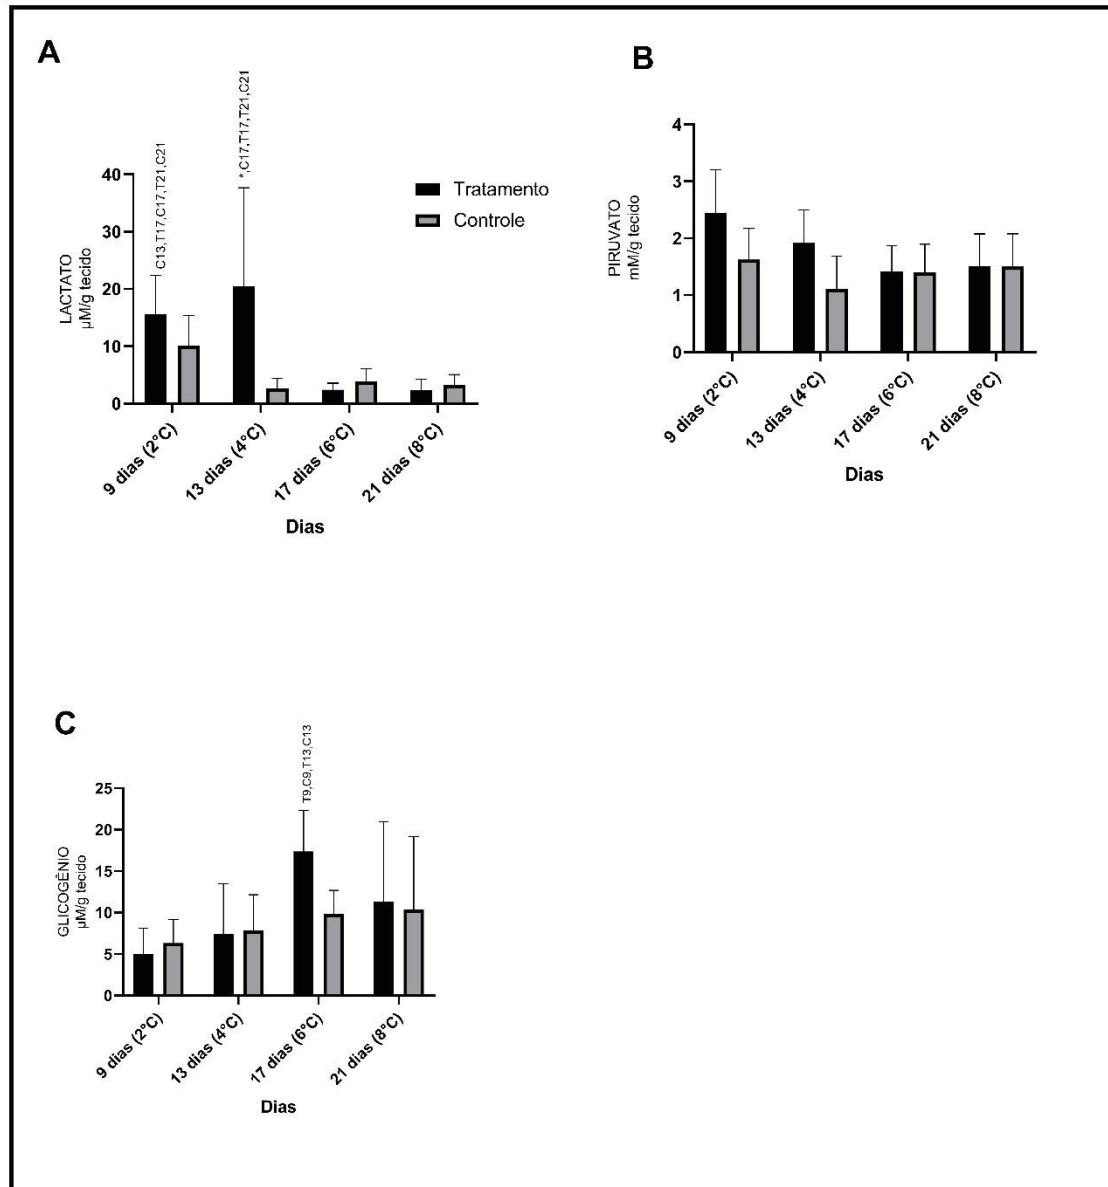 A
C13,T17,C17,T21,C21
*,C17,T17,T21,C21
40
30
20
10
0
LACTATO
µM/g tecido
9 dias (2°C)
13 dias (4°C)
17 dias (6°C)
21 dias (8°C)
Dias
Tratamento
Controle
B
4
3
2
1
0
PIRUVATO
mM/g tecido
9 dias (2°C)
13 dias (4°C)
17 dias (6°C)
21 dias (8°C)
Dias
C
T9,C9,T13,C13
25
20
15
10
5
0
GLICOGÊNIO
µM/g tecido
9 dias (2°C)
13 dias (4°C)
17 dias (6°C)
21 dias (8°C)
Dias